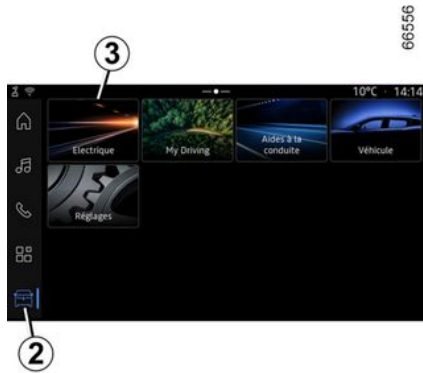 66556
3
10°C · 14:14
Electrique
My Driving
Aides à la
conduite
Véhicule
Réglages
2